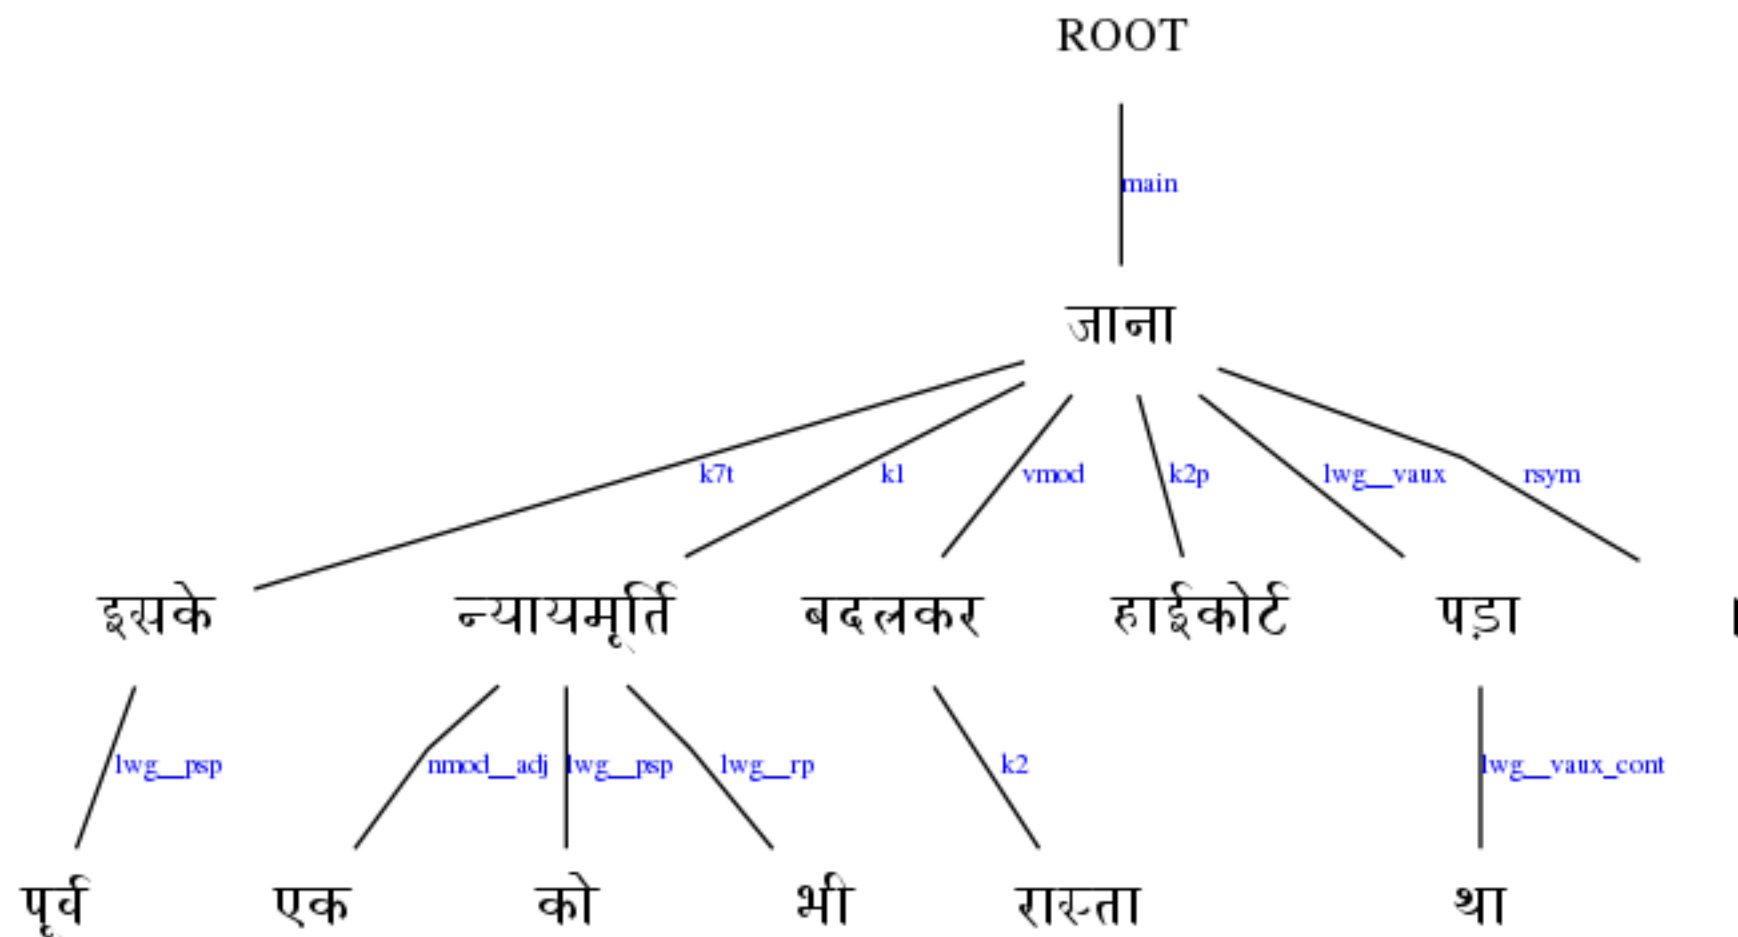 ROOT
main
जाना
k7t k1 vmod k2p lwg__vaux rsym
इसके न्यायमूर्ति बदलकर हाईकोर्ट पड़ा ।
lwg__psp nmod__adj lwg__psp lwg__rp k2 lwg__vaux_cont
पूर्व एक को भी रास्ता था